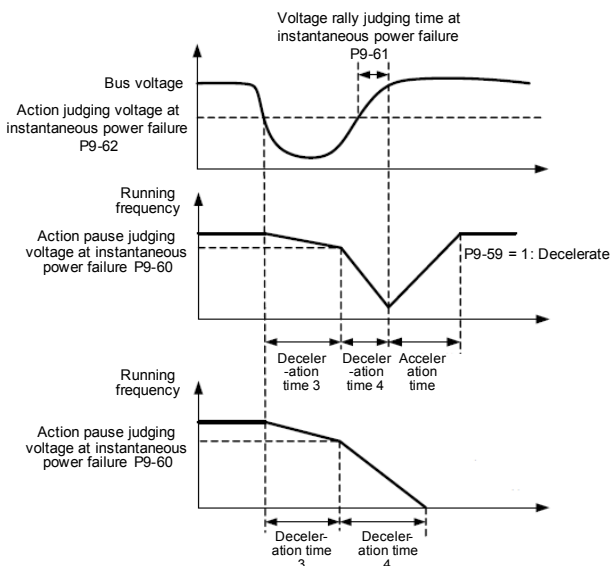 Voltage rally judging time at
instantaneous power failure
P9-61
Bus voltage
Action judging voltage at
instantaneous power failure
P9-62
Running
frequency
Action pause judging
voltage at instantaneous
power failure P9-60
P9-59 = 1: Decelerate
Deceler
-ation
time 3
Deceler
-ation
time 4
Acceler
ation
time
Running
frequency
Action pause judging
voltage at instantaneous
power failure P9-60
Deceler-
ation time
3
Deceler-
ation time
4